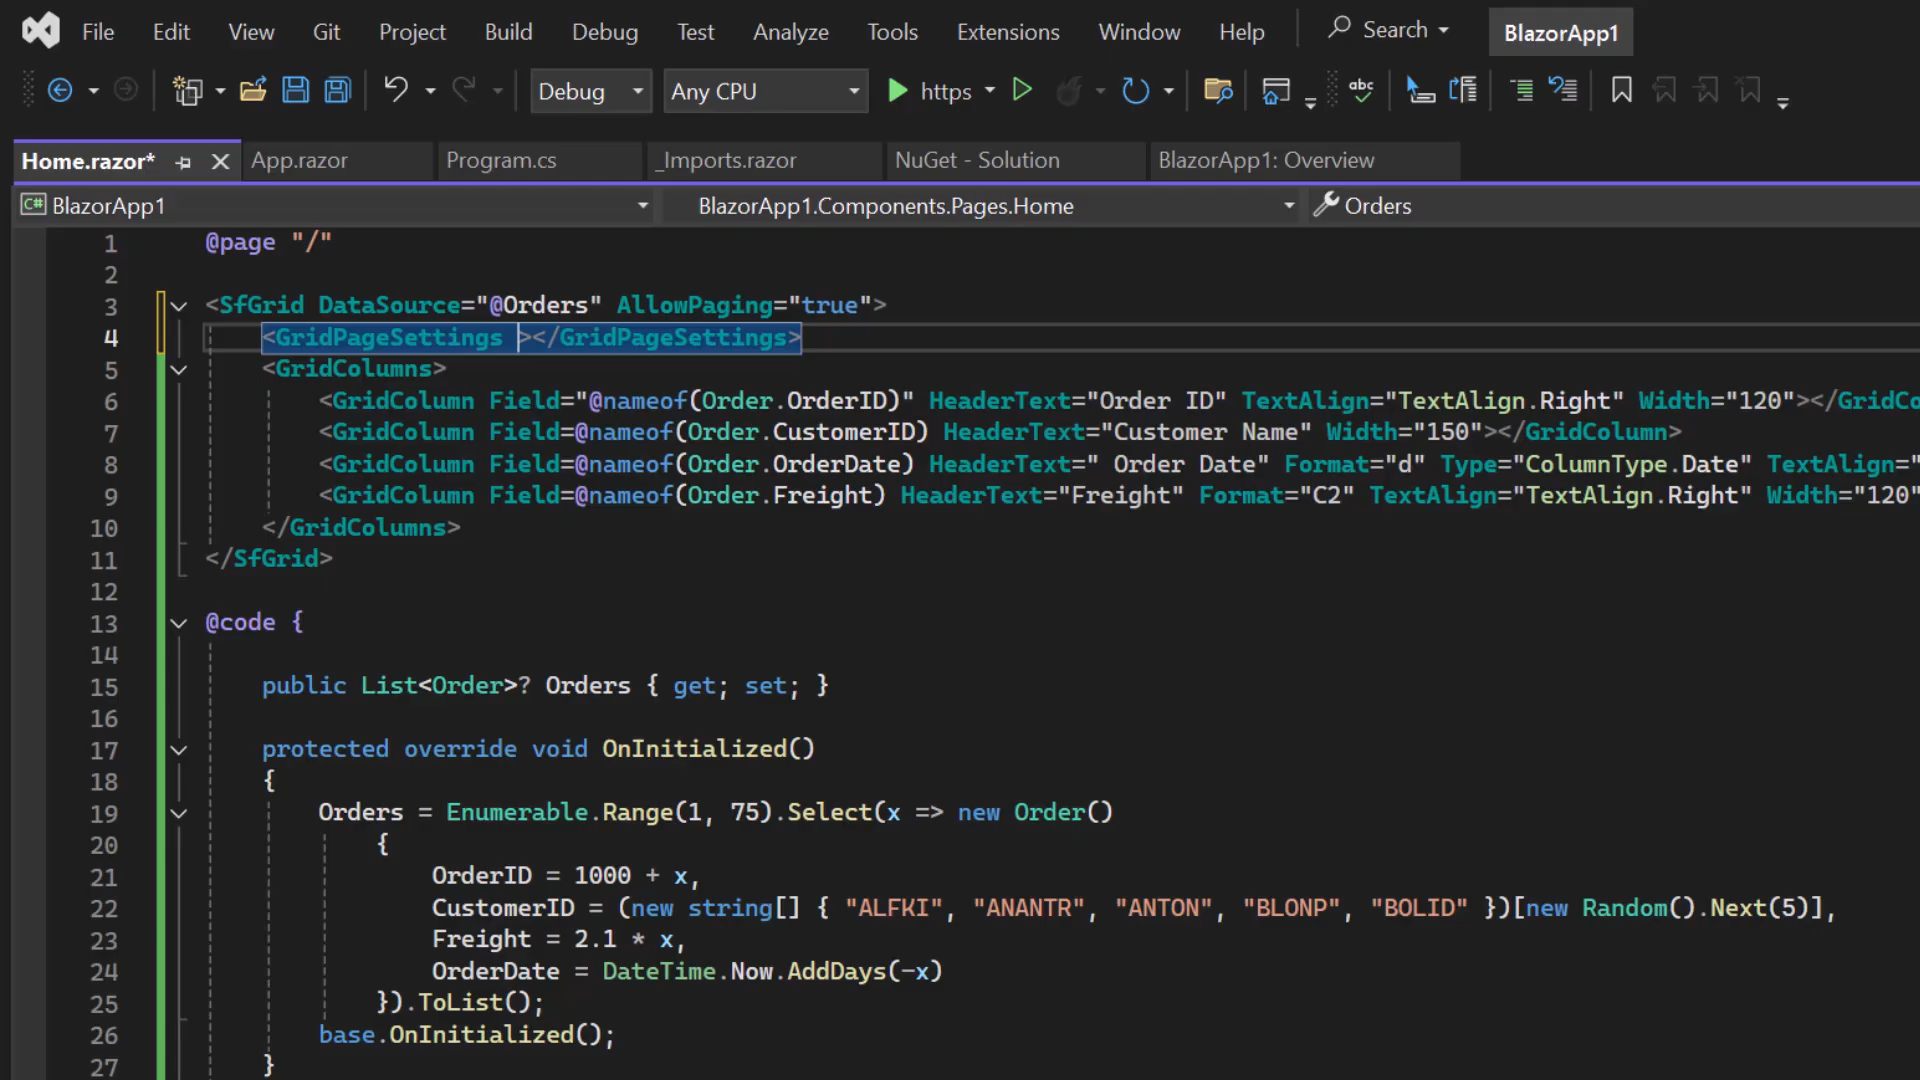 File Edit View Git Project Build Debug Test Analyze Tools Extensions Window Help Search BlazorApp1
Debug Any CPU https abc
Home.razor* App.razor Program.cs _Imports.razor NuGet - Solution BlazorApp1: Overview
C# BlazorApp1 BlazorApp1.Components.Pages.Home Orders
1 @page "/"
2
3 <SfGrid DataSource="@Orders" AllowPaging="true">
4 <GridPageSettings ></GridPageSettings>
5 <GridColumns>
6 <GridColumn Field="@nameof(Order.OrderID)" HeaderText="Order ID" TextAlign="TextAlign.Right" Width="120"></GridCo
7 <GridColumn Field=@nameof(Order.CustomerID) HeaderText="Customer Name" Width="150"></GridColumn>
8 <GridColumn Field=@nameof(Order.OrderDate) HeaderText=" Order Date" Format="d" Type="ColumnType.Date" TextAlign="
9 <GridColumn Field=@nameof(Order.Freight) HeaderText="Freight" Format="C2" TextAlign="TextAlign.Right" Width="120"
10 </GridColumns>
11 </SfGrid>
12
13 @code {
14
15 public List<Order>? Orders { get; set; }
16
17 protected override void OnInitialized()
18 {
19 Orders = Enumerable.Range(1, 75).Select(x => new Order()
20 {
21 OrderID = 1000 + x,
22 CustomerID = (new string[] { "ALFKI", "ANANTR", "ANTON", "BLONP", "BOLID" })[new Random().Next(5)],
23 Freight = 2.1 * x,
24 OrderDate = DateTime.Now.AddDays(-x)
25 }).ToList();
26 base.OnInitialized();
27 }